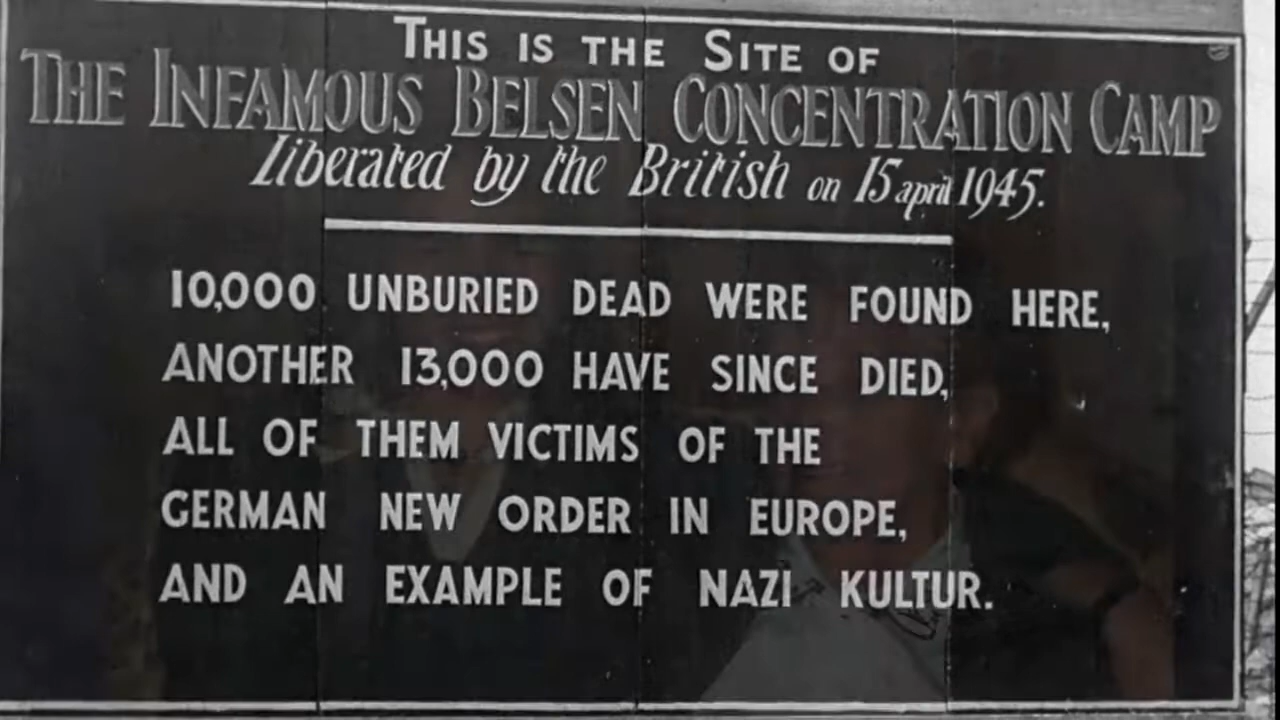 THIS IS THE SITE OF
THE INFAMOUS BELSEN CONCENTRATION CAMP
Liberated by the British on 15 april 1945.
10,000 UNBURIED DEAD WERE FOUND HERE,
ANOTHER 13,000 HAVE SINCE DIED,
ALL OF THEM VICTIMS OF THE
GERMAN NEW ORDER IN EUROPE,
AND AN EXAMPLE OF NAZI KULTUR.